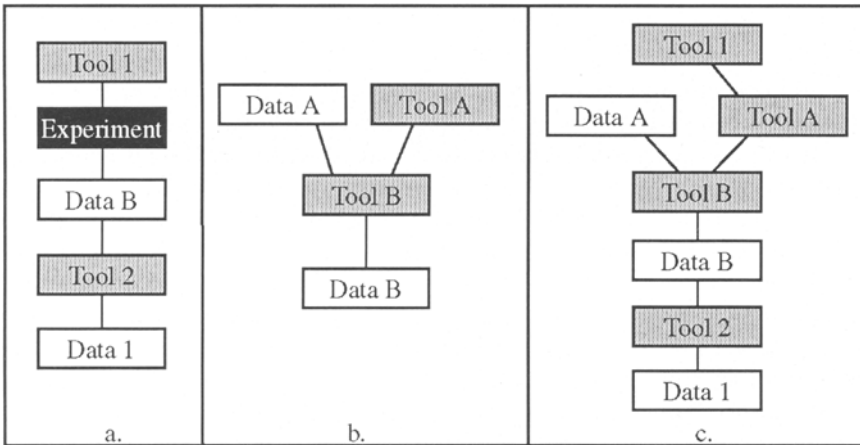 Tool 1
Experiment
Data B
Tool 2
Data 1
a.
Data A
Tool A
Tool B
Data B
b.
Tool 1
Data A
Tool A
Tool B
Data B
Tool 2
Data 1
c.